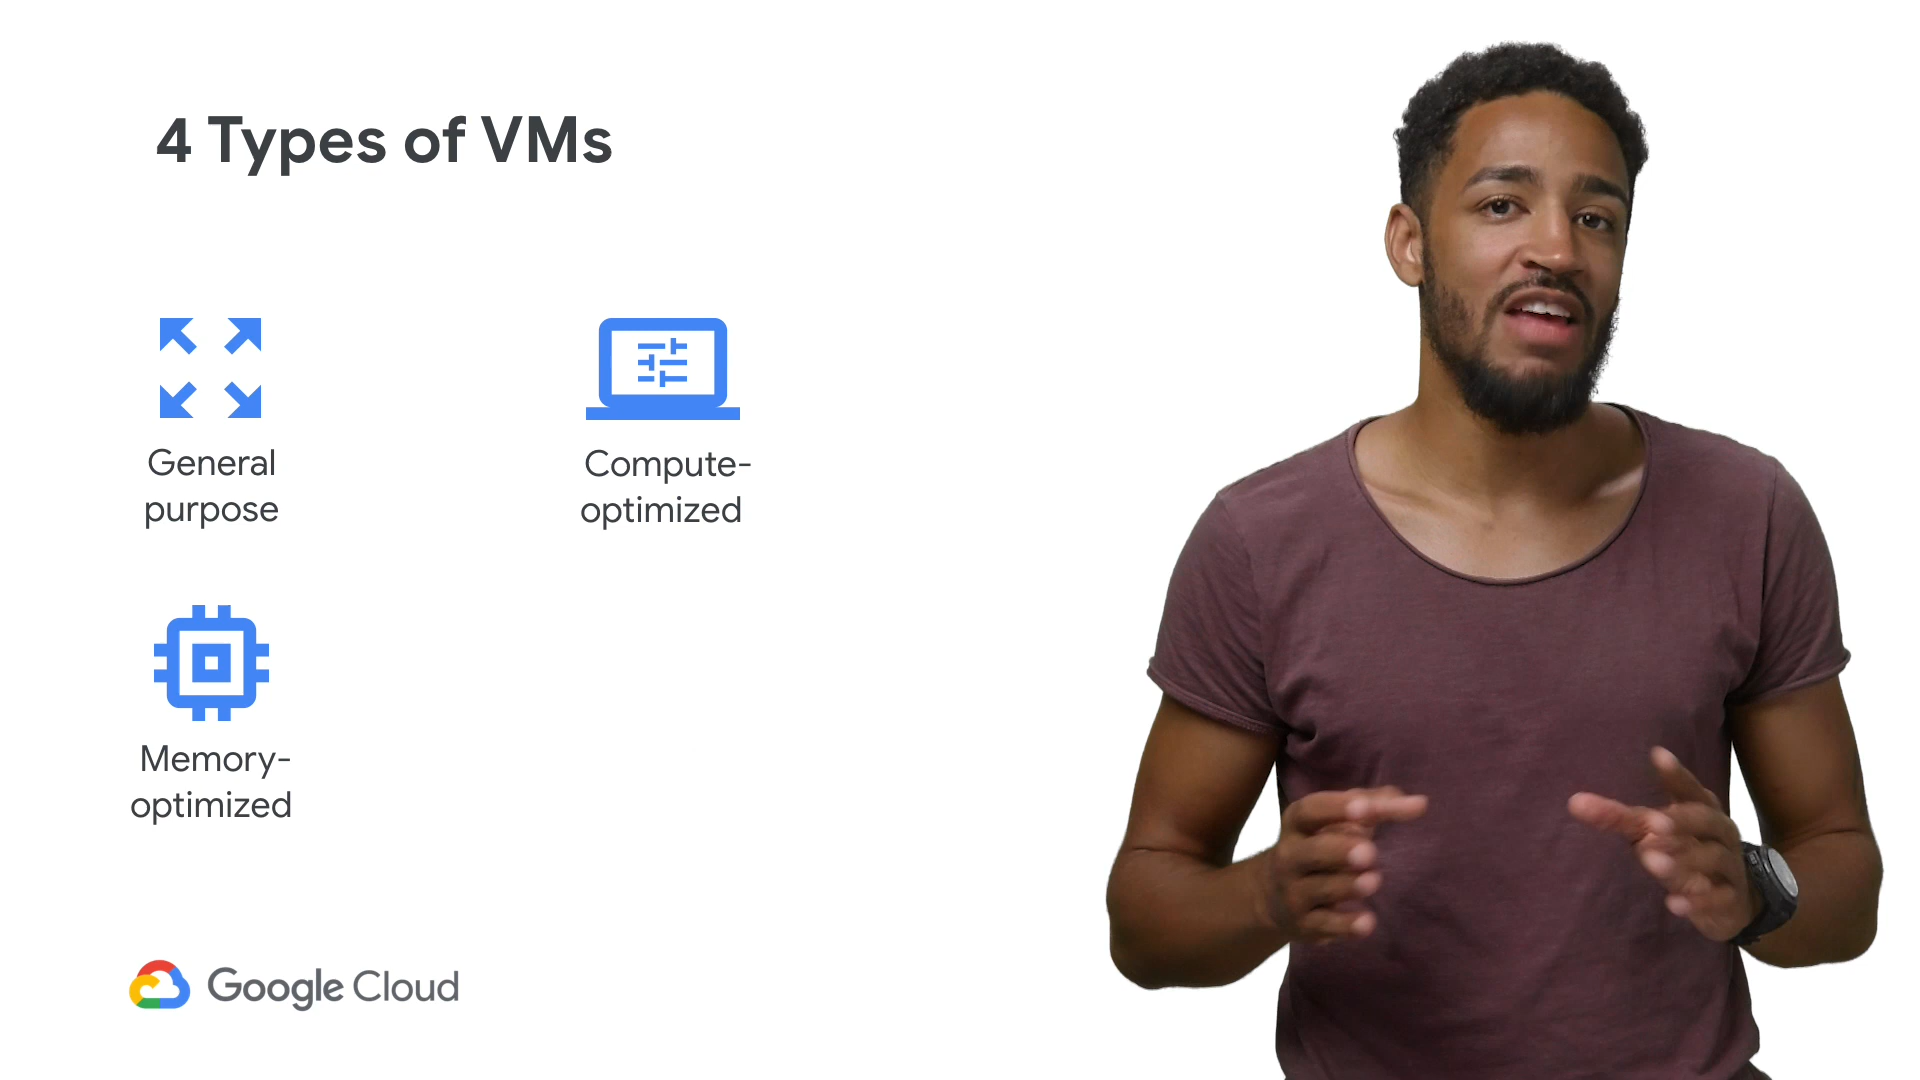 4 Types of VMs
General
purpose
Compute-
optimized
Memory-
optimized
Google Cloud